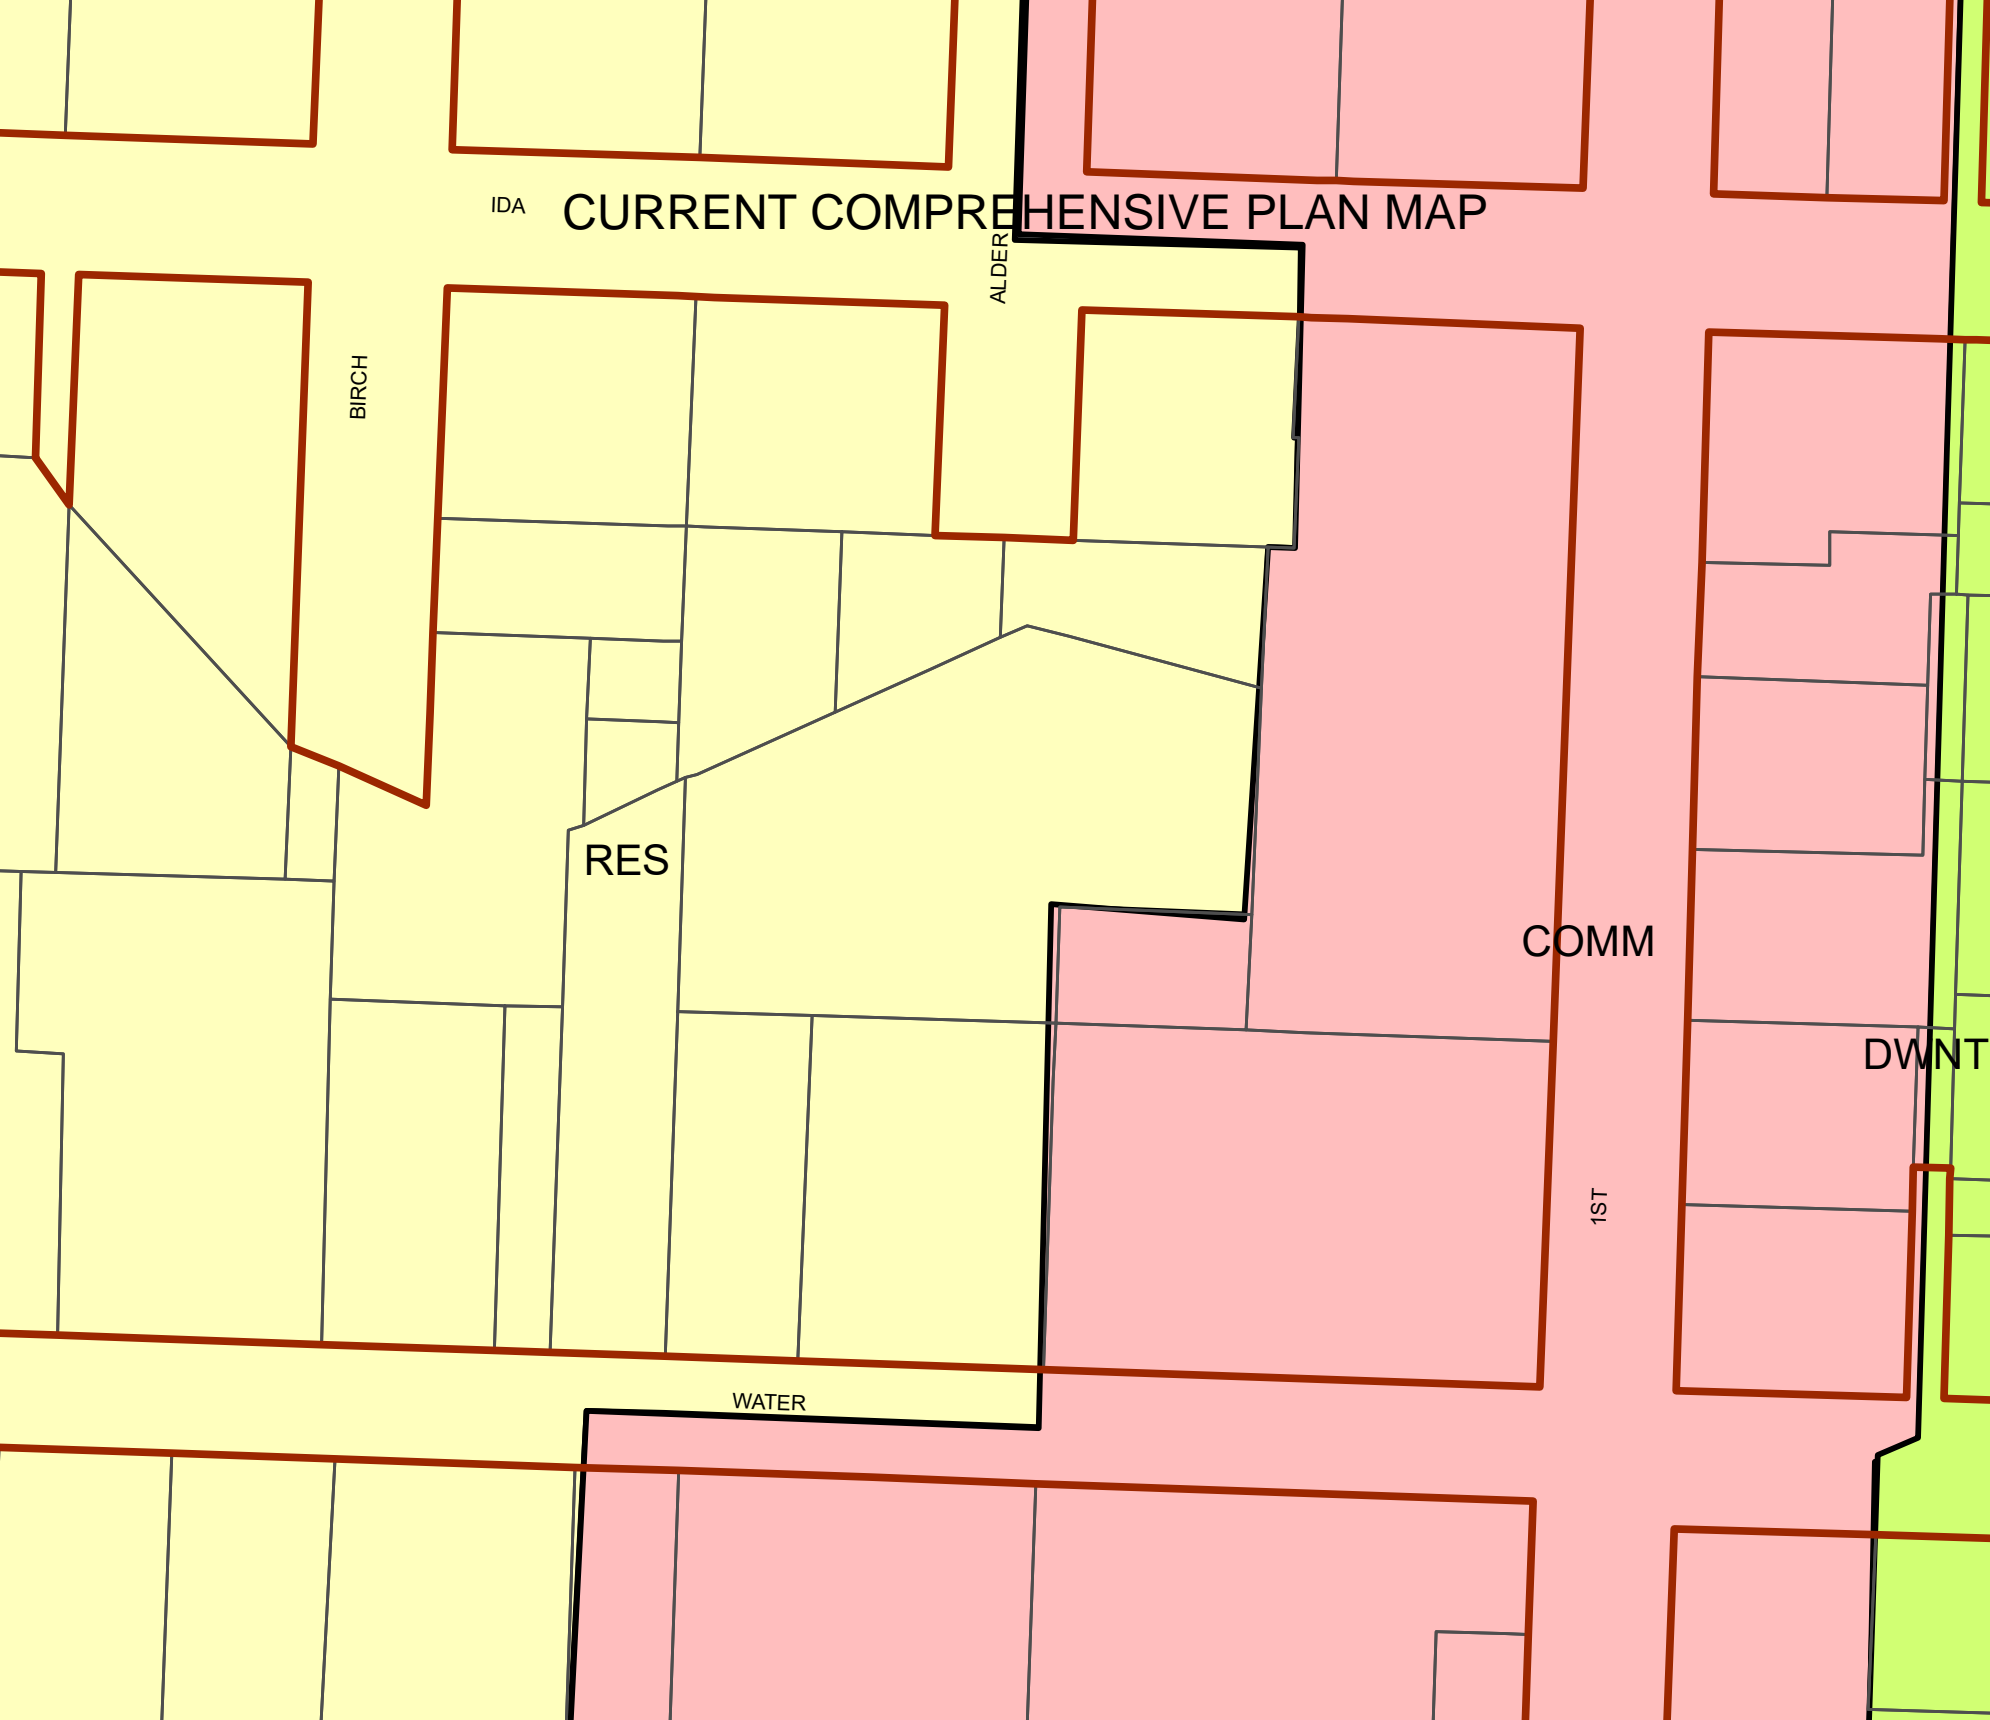 IDA
CURRENT COMPREHENSIVE PLAN MAP
ALDER
BIRCH
RES
COMM
DWNT
1ST
WATER